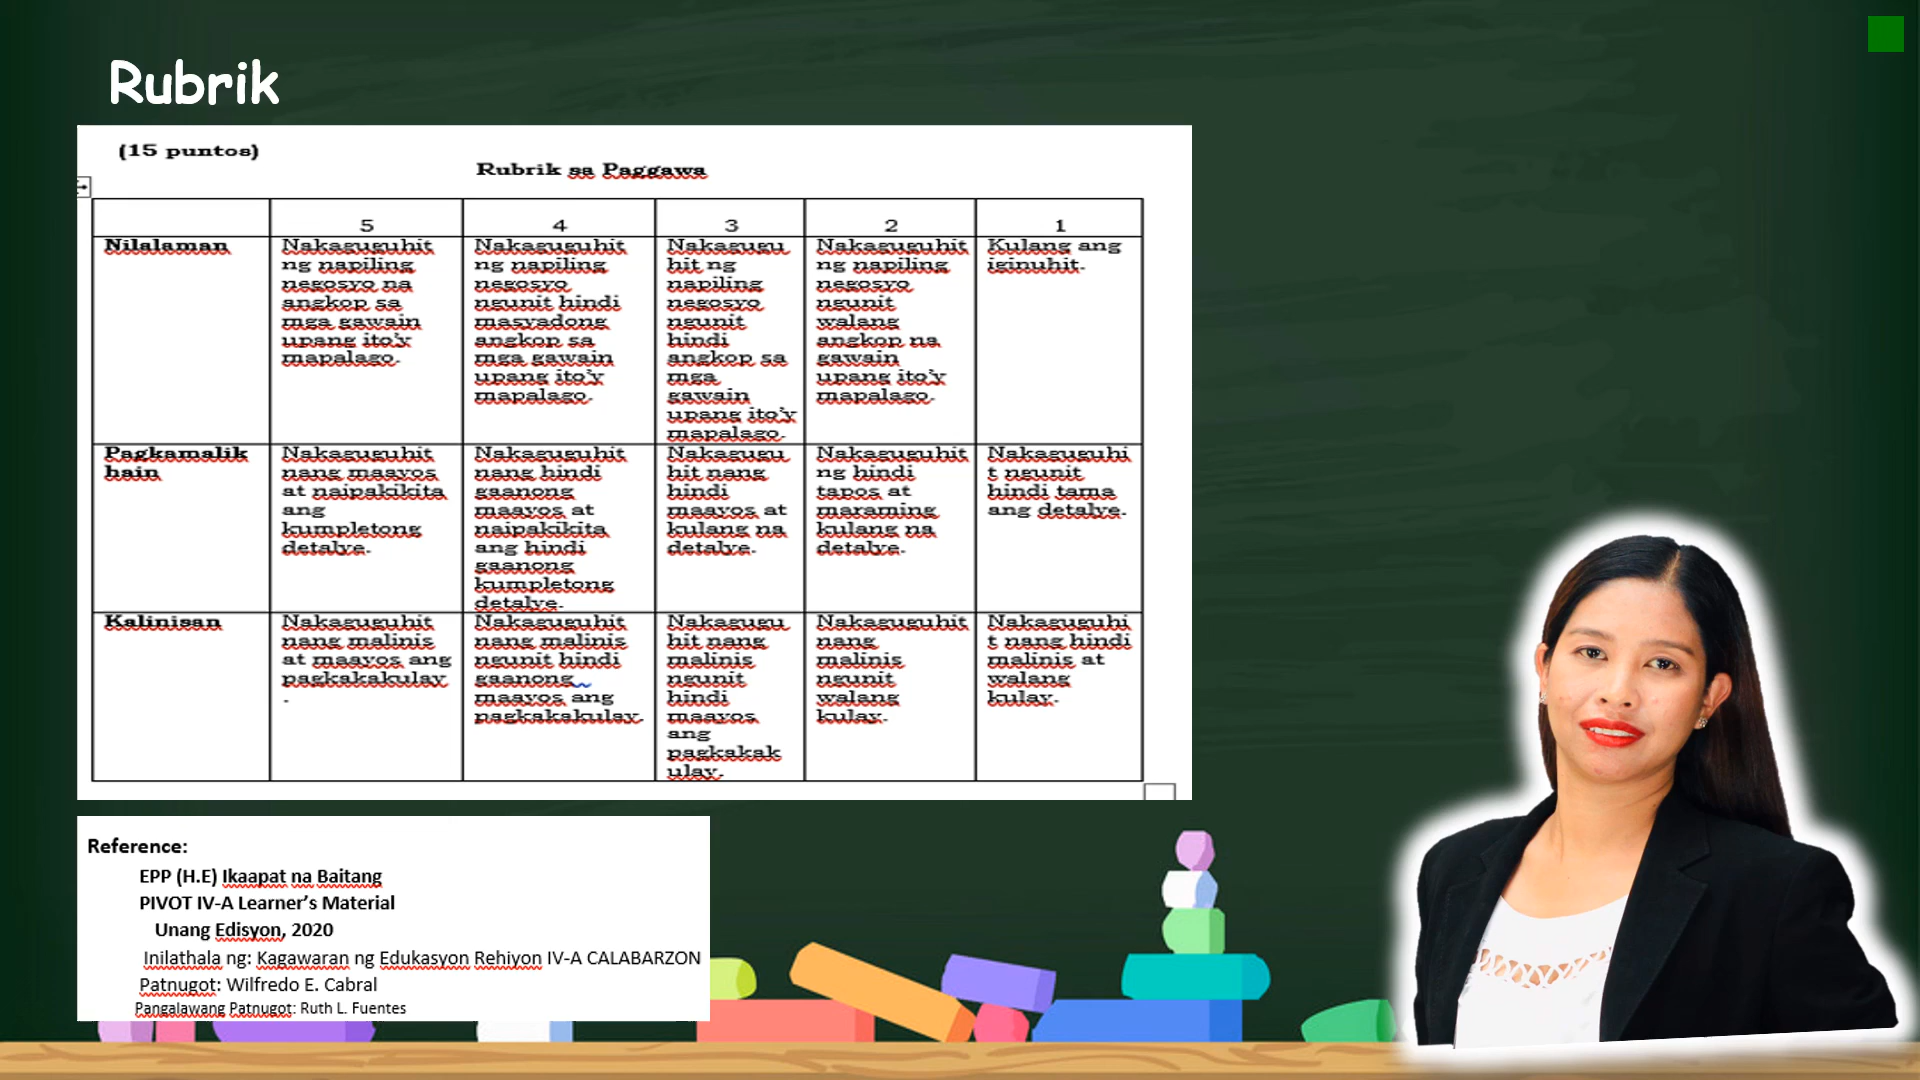 Rubrik
(15 puntos)
Rubrik sa Paggawa
5 4 3 2 1
Nilalaman
Nakaguguhit
ng napiling
negosyo na
angkop sa
mga gawain
upang ito'y
mapalago.
Nakaguguhit
ng napiling
negosyo
ngunit hindi
masyadong
angkop sa
mga gawain
upang ito'y
mapalago.
Nakagugu
hit ng
napiling
negosyo
ngunit
hindi
angkop sa
mga
gawain
upang ito'y
mapalago.
Nakaguguhit
ng napiling
negosyo
ngunit
walang
angkop na
gawain
upang ito'y
mapalago.
Kulang ang
iginuhit.
Pagkamalik
hain
Nakaguguhit
nang maayos
at naipakikita
ang
kumpletong
detalye.
Nakaguguhit
nang hindi
gaanong
maayos at
naipakikita
ang hindi
gaanong
kumpletong
detalye.
Nakagugu
hit nang
hindi
maayos at
kulang na
detalye.
Nakaguguhit
ng hindi
tapos at
maraming
kulang na
detalye.
Nakaguguhi
t ngunit
hindi tama
ang detalye.
Kalinisan
Nakaguguhit
nang malinis
at maayos ang
pagkakakulay
.
Nakaguguhit
nang malinis
ngunit hindi
gaanong
maayos ang
pagkakakulay.
Nakagugu
hit nang
malinis
ngunit
hindi
maayos
ang
pagkakak
ulay.
Nakaguguhit
nang
malinis
ngunit
walang
kulay.
Nakaguguhi
t nang hindi
malinis at
walang
kulay.
Reference:
EPP (H.E) Ikaapat na Baitang
PIVOT IV-A Learner's Material
Unang Edisyon, 2020
Inilathala ng: Kagawaran ng Edukasyon Rehiyon IV-A CALABARZON
Patnugot: Wilfredo E. Cabral
Pangalawang Patnugot: Ruth L. Fuentes